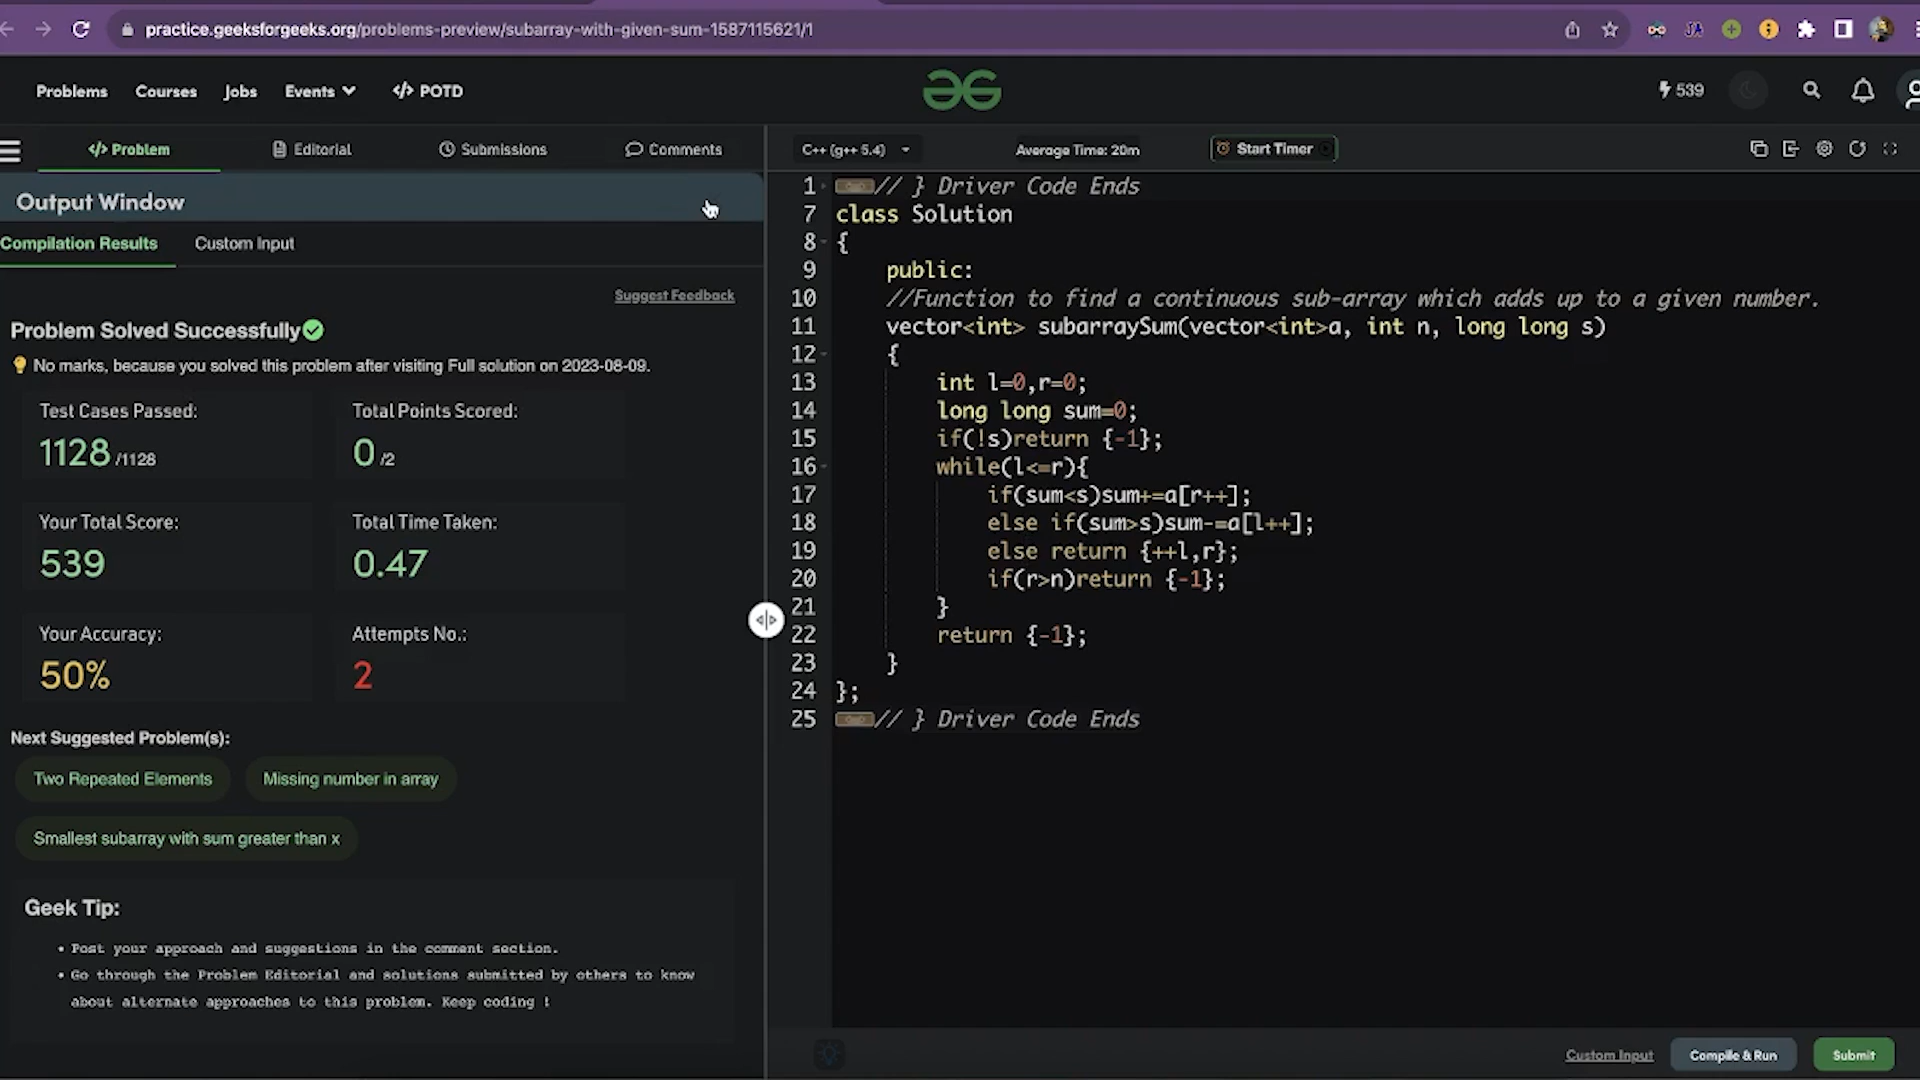 practice.geeksforgeeks.org/problems-preview/subarray-with-given-sum-1587115621/1
Problems Courses Jobs Events </> POTD
539
</> Problem Editorial Submissions Comments
C++ (g++ 5.4) Average Time: 20m Start Timer
Output Window
Compilation Results Custom Input
Suggest Feedback
Problem Solved Successfully
No marks, because you solved this problem after visiting Full solution on 2023-08-09.
Test Cases Passed: Total Points Scored:
1128 /1128 0 /2
Your Total Score: Total Time Taken:
539 0.47
Your Accuracy: Attempts No.:
50% 2
Next Suggested Problem(s):
Two Repeated Elements Missing number in array
Smallest subarray with sum greater than x
Geek Tip:
• Post your approach and suggestions in the comment section.
• Go through the Problem Editorial and solutions submitted by others to know
about alternate approaches to this problem. Keep coding !
1 // } Driver Code Ends
7 class Solution
8 {
9 public:
10 //Function to find a continuous sub-array which adds up to a given number.
11 vector<int> subarraySum(vector<int>a, int n, long long s)
12 {
13 int l=0,r=0;
14 long long sum=0;
15 if(!s)return {-1};
16 while(l<=r){
17 if(sum<s)sum+=a[r++];
18 else if(sum>s)sum-=a[l++];
19 else return {++l,r};
20 if(r>n)return {-1};
21 }
22 return {-1};
23 }
24 };
25 // } Driver Code Ends
Custom Input Compile & Run Submit